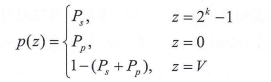 p(z) = { P_s, z = 2^k − 1
P_p, z = 0
1 − (P_s + P_p), z = V